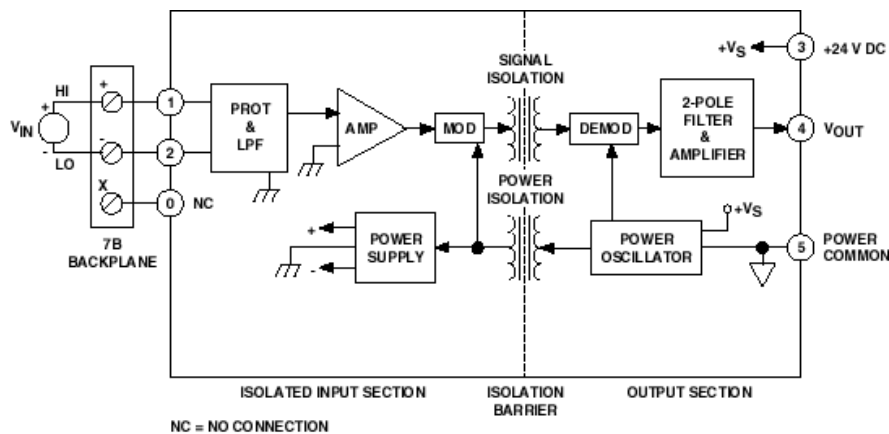 SIGNAL
ISOLATION
+VS
3
+24 V DC
HI
+
+
1
PROT
&
LPF
AMP
MOD
DEMOD
2-POLE
FILTER
&
AMPLIFIER
4
VOUT
VIN
-
-
2
LO
X
0
NC
7B
BACKPLANE
POWER
ISOLATION
+
POWER
SUPPLY
-
POWER
OSCILLATOR
+VS
5
POWER
COMMON
ISOLATED INPUT SECTION
ISOLATION
BARRIER
OUTPUT SECTION
NC = NO CONNECTION